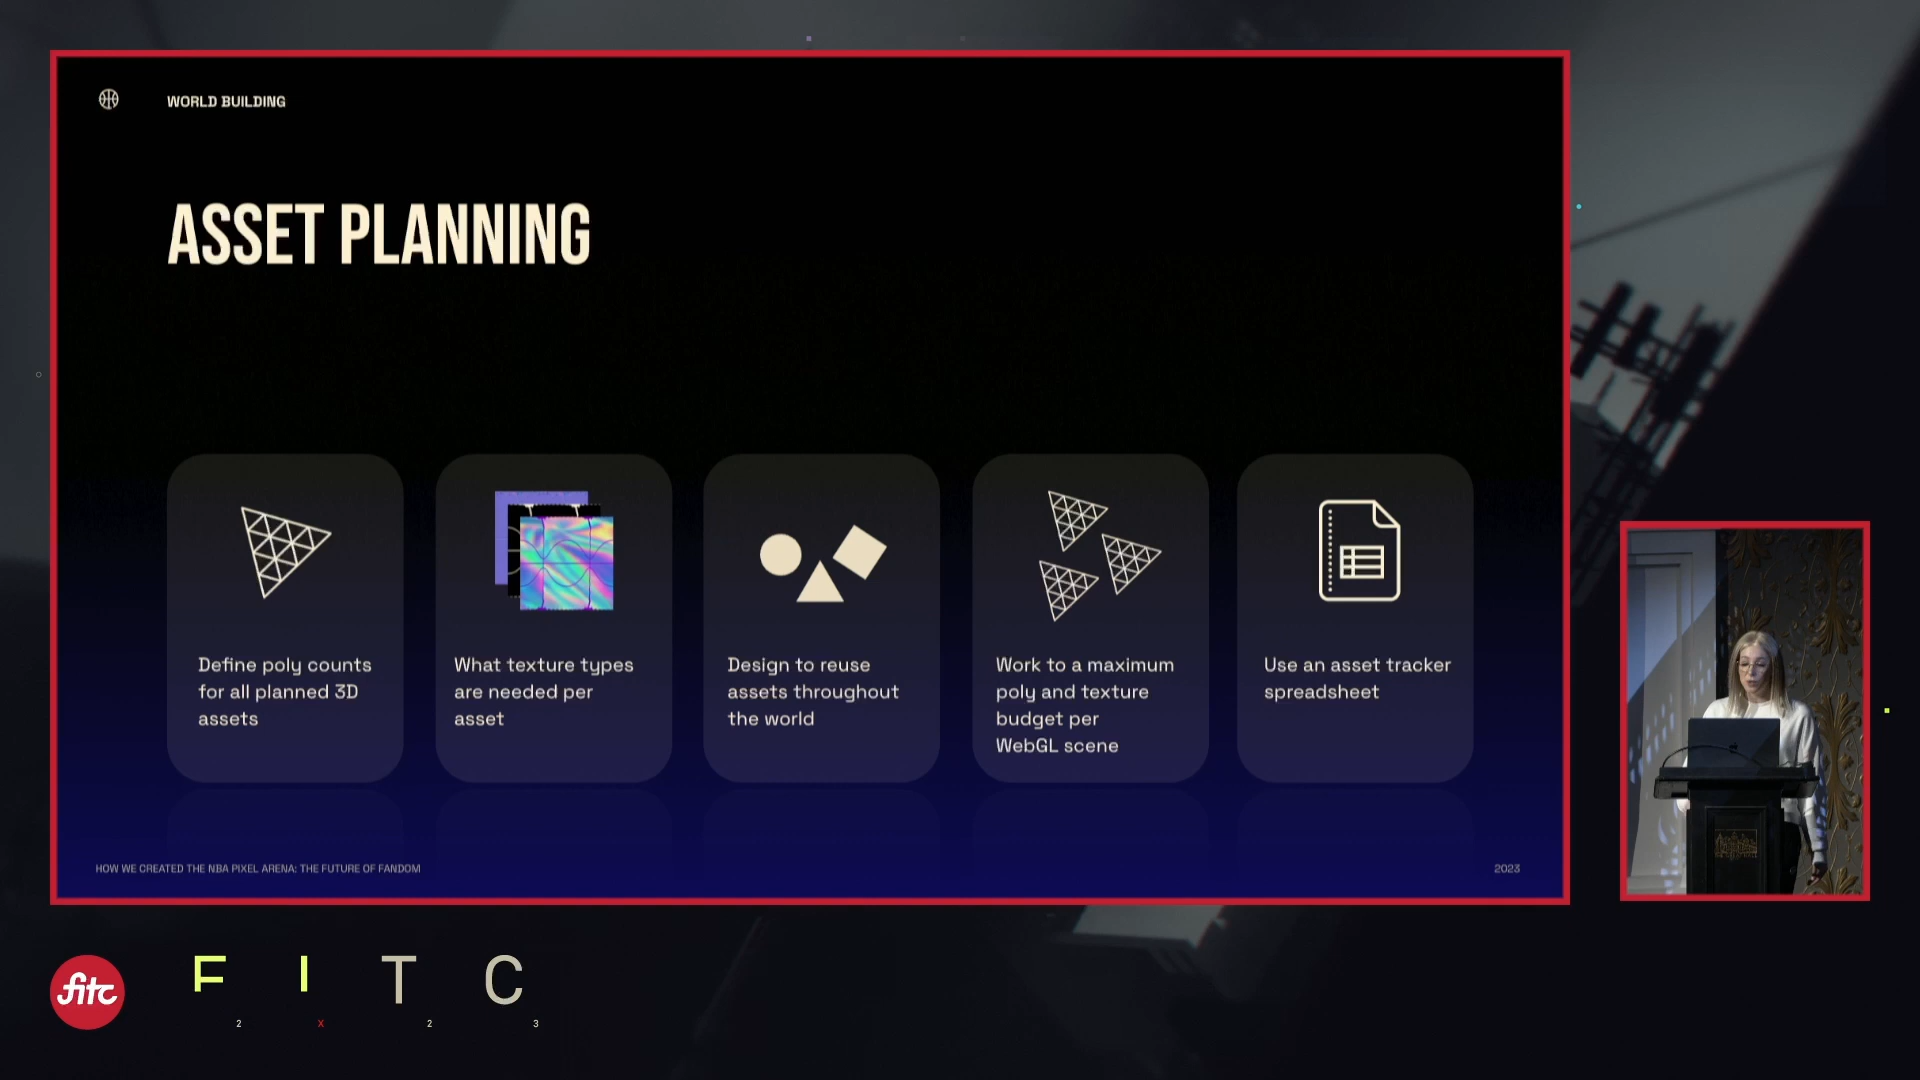 WORLD BUILDING
ASSET PLANNING
Define poly counts
for all planned 3D
assets
What texture types
are needed per
asset
Design to reuse
assets throughout
the world
Work to a maximum
poly and texture
budget per
WebGL scene
Use an asset tracker
spreadsheet
HOW WE CREATED THE NBA PIXEL ARENA: THE FUTURE OF FANDOM
2023
fitc
F I T C
2 X 2 3